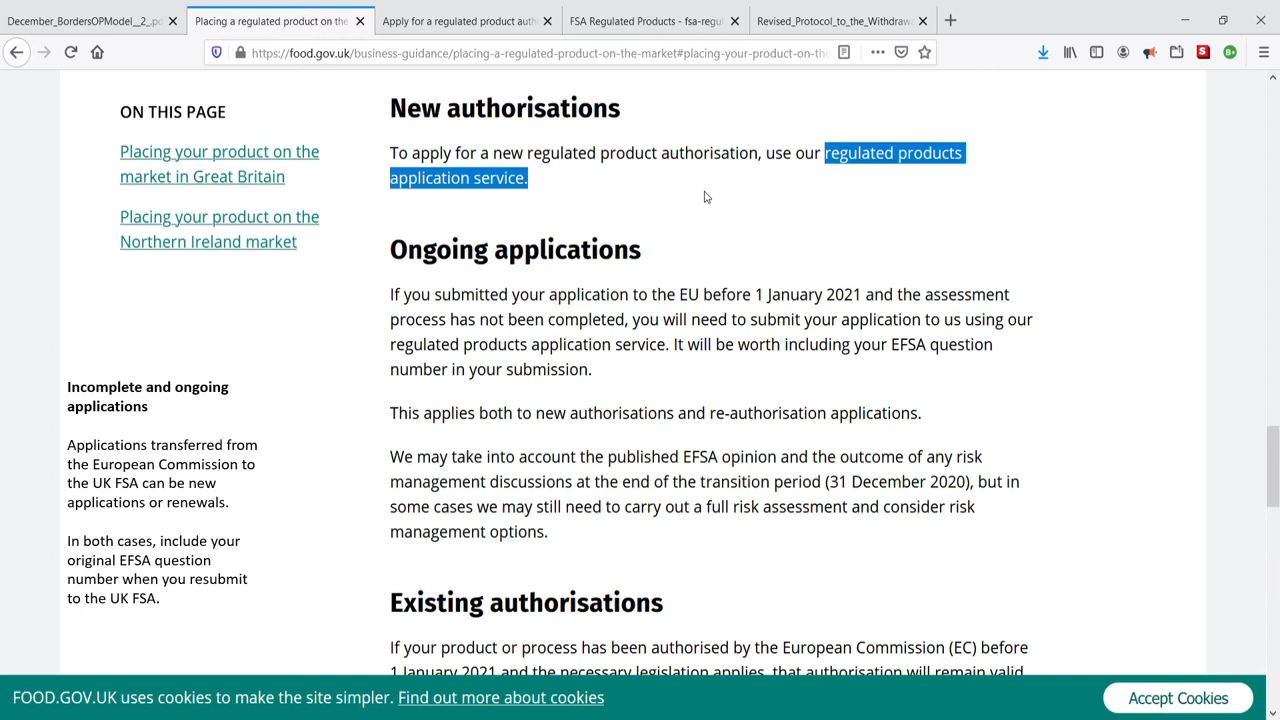 December_BordersOPModel__2_.pd
Placing a regulated product on the
Apply for a regulated product auth
FSA Regulated Products - fsa-regul
Revised_Protocol_to_the_Withdrawa
https://food.gov.uk/business-guidance/placing-a-regulated-product-on-the-market#placing-your-product-on-the
ON THIS PAGE
Placing your product on the
market in Great Britain
Placing your product on the
Northern Ireland market
Incomplete and ongoing
applications
Applications transferred from
the European Commission to
the UK FSA can be new
applications or renewals.
In both cases, include your
original EFSA question
number when you resubmit
to the UK FSA.
New authorisations
To apply for a new regulated product authorisation, use our regulated products
application service.
Ongoing applications
If you submitted your application to the EU before 1 January 2021 and the assessment
process has not been completed, you will need to submit your application to us using our
regulated products application service. It will be worth including your EFSA question
number in your submission.
This applies both to new authorisations and re-authorisation applications.
We may take into account the published EFSA opinion and the outcome of any risk
management discussions at the end of the transition period (31 December 2020), but in
some cases we may still need to carry out a full risk assessment and consider risk
management options.
Existing authorisations
If your product or process has been authorised by the European Commission (EC) before
1 January 2021 and the necessary legislation applies, that authorisation will remain valid
FOOD.GOV.UK uses cookies to make the site simpler. Find out more about cookies
Accept Cookies